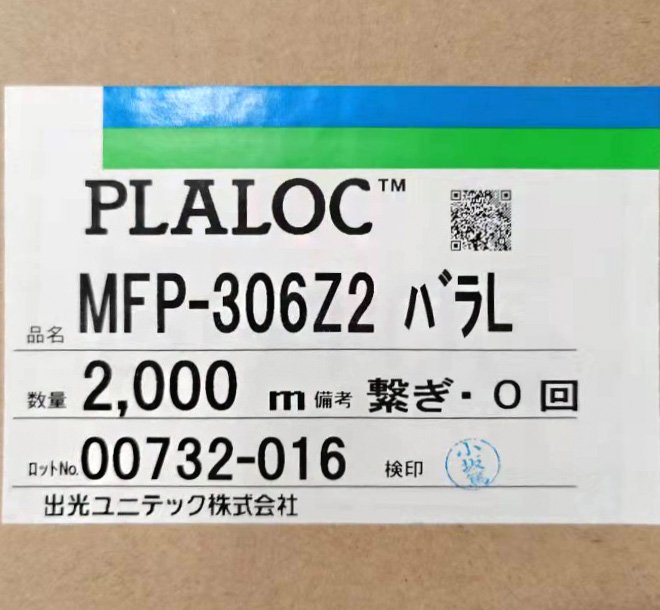 PLALOC™
品名 MFP-306Z2 バラL
数量 2,000 m 備考 繋ぎ・0 回
ロットNo. 00732-016 検印
出光ユニテック株式会社